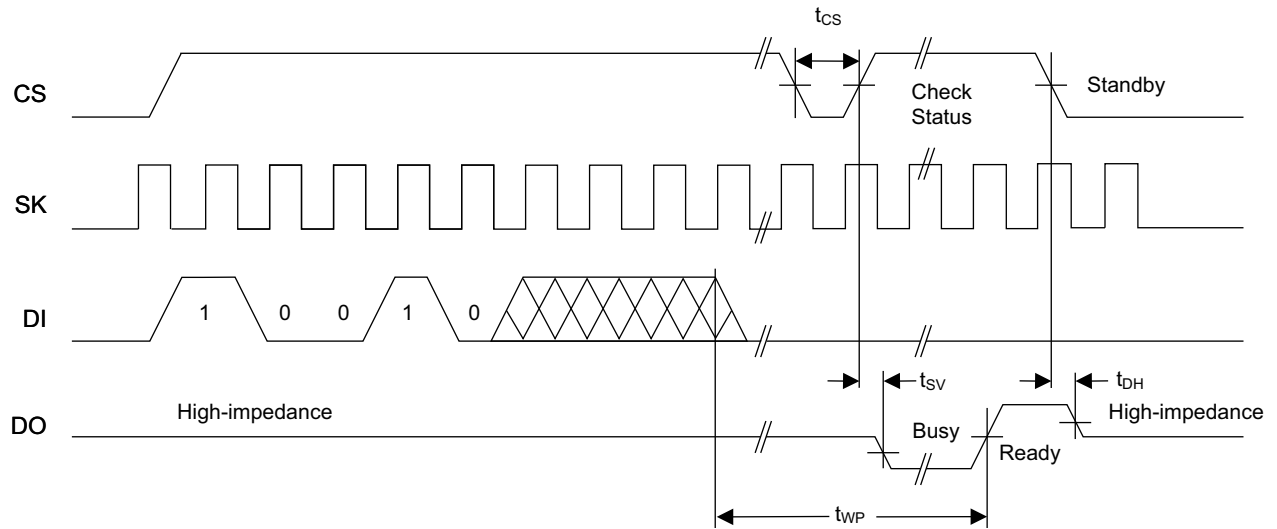 tCS
CS
Check
Status
Standby
SK
DI
1 0 0 1 0
tSV
tDH
DO
High-impedance
Busy
Ready
High-impedance
tWP